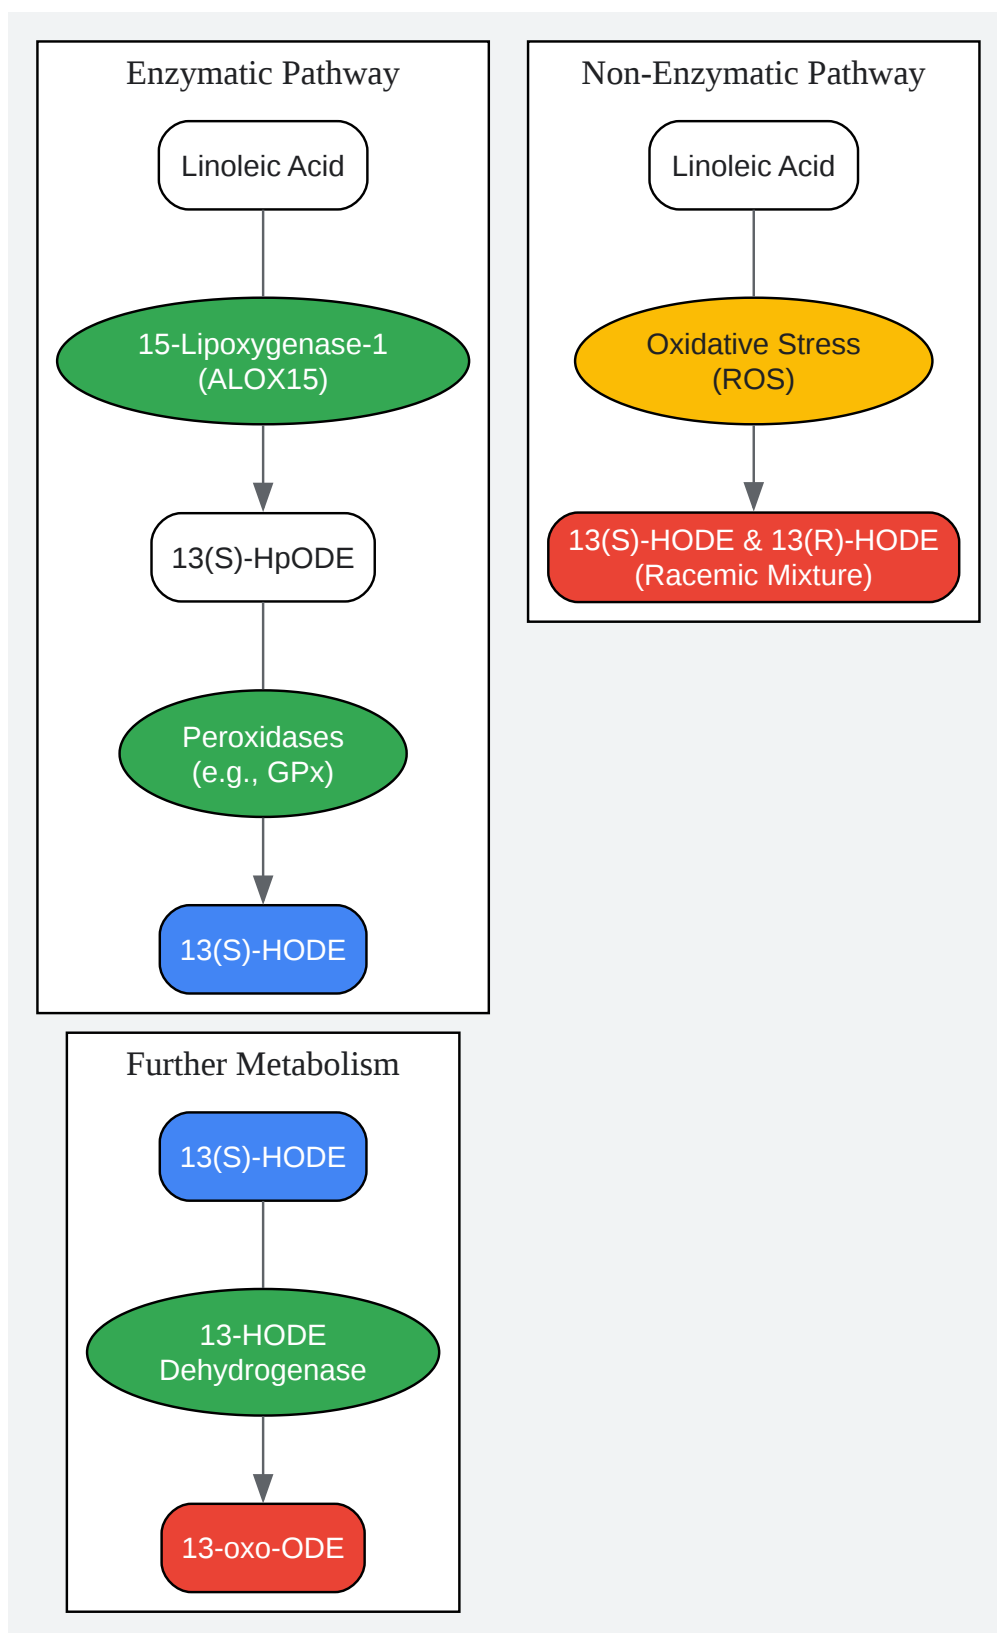 Enzymatic Pathway
Linoleic Acid
15-Lipoxygenase-1
(ALOX15)
13(S)-HpODE
Peroxidases
(e.g., GPx)
13(S)-HODE
Non-Enzymatic Pathway
Linoleic Acid
Oxidative Stress
(ROS)
13(S)-HODE & 13(R)-HODE
(Racemic Mixture)
Further Metabolism
13(S)-HODE
13-HODE
Dehydrogenase
13-oxo-ODE